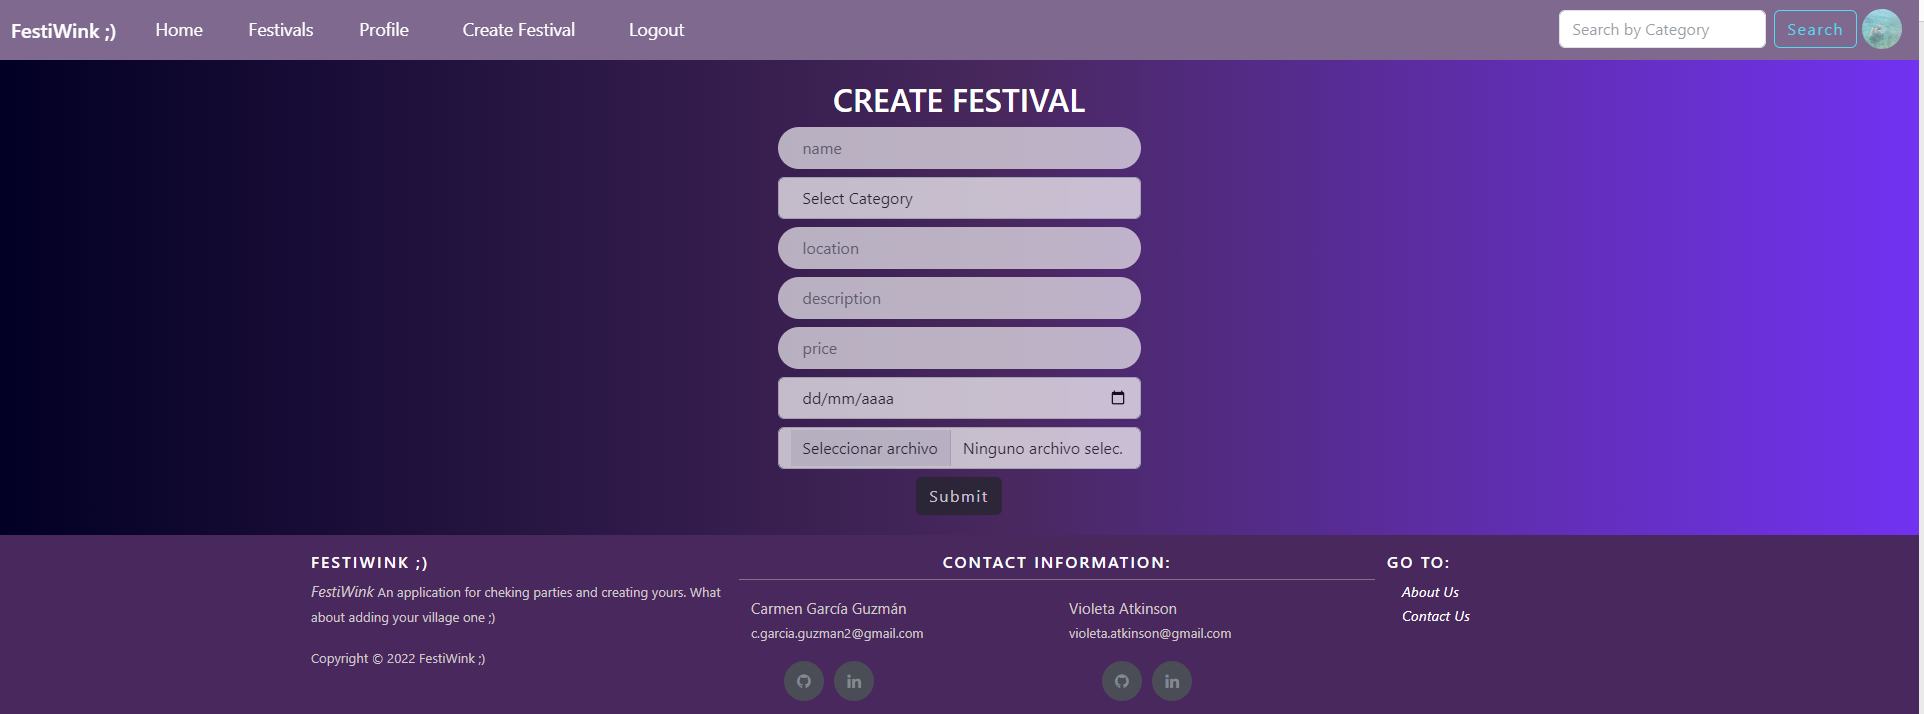 FestiWink ;) Home Festivals Profile Create Festival Logout Search by Category Search
CREATE FESTIVAL
name
Select Category
location
description
price
dd/mm/aaaa
Seleccionar archivo Ninguno archivo selec.
Submit
FESTIWINK ;)
FestiWink An application for cheking parties and creating yours. What
about adding your village one ;)
Copyright © 2022 FestiWink ;)
CONTACT INFORMATION:
Carmen García Guzmán
c.garcia.guzman2@gmail.com
Violeta Atkinson
violeta.atkinson@gmail.com
in
in
GO TO:
About Us
Contact Us